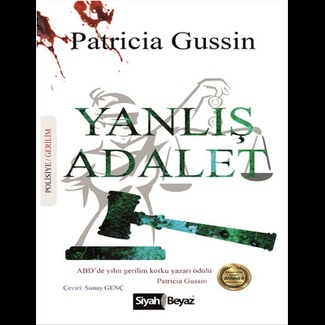 Patricia Gussin
YANLIŞ
ADALET
POLİSİYE / GERİLİM
ABD'de yılın gerilim korku yazarı ödülü
Patricia Gussin
Çeviri: Sunay GENÇ
WINNER
Siyah Beyaz